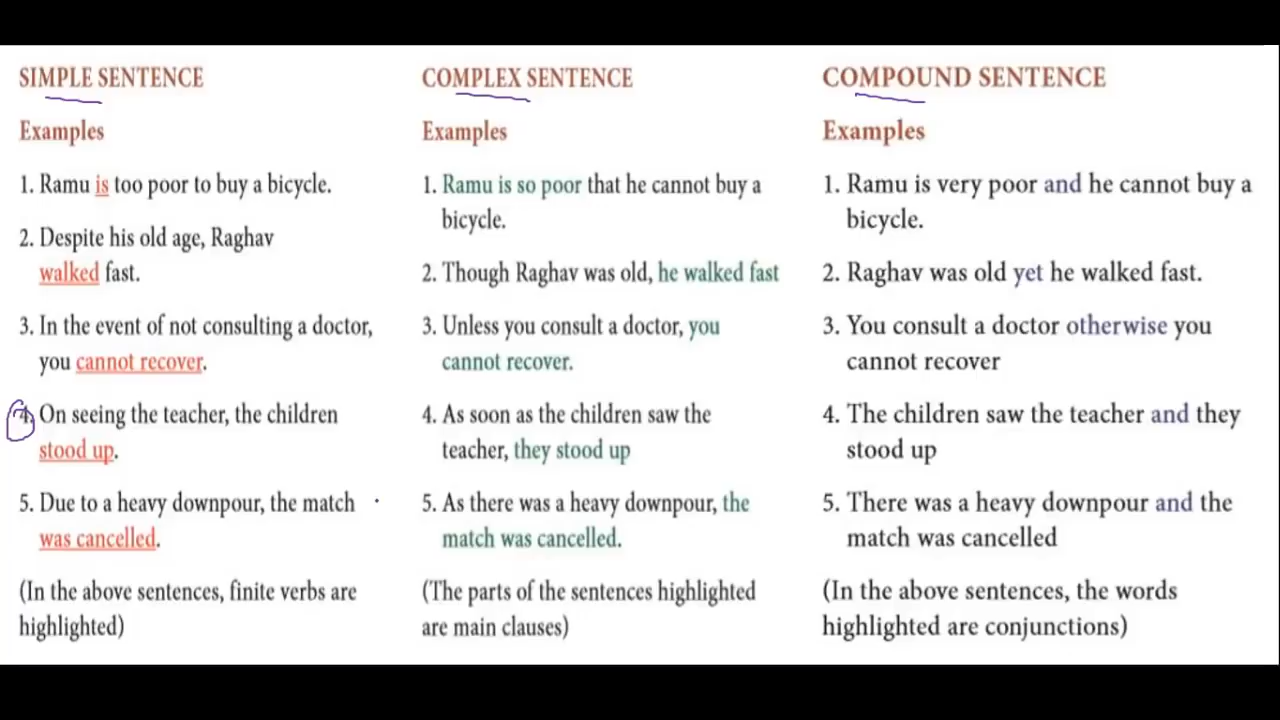 SIMPLE SENTENCE
Examples
1. Ramu is too poor to buy a bicycle.
2. Despite his old age, Raghav
walked fast.
3. In the event of not consulting a doctor,
you cannot recover.
4. On seeing the teacher, the children
stood up.
5. Due to a heavy downpour, the match
was cancelled.
(In the above sentences, finite verbs are
highlighted)
COMPLEX SENTENCE
Examples
1. Ramu is so poor that he cannot buy a
bicycle.
2. Though Raghav was old, he walked fast
3. Unless you consult a doctor, you
cannot recover.
4. As soon as the children saw the
teacher, they stood up
5. As there was a heavy downpour, the
match was cancelled.
(The parts of the sentences highlighted
are main clauses)
COMPOUND SENTENCE
Examples
1. Ramu is very poor and he cannot buy a
bicycle.
2. Raghav was old yet he walked fast.
3. You consult a doctor otherwise you
cannot recover
4. The children saw the teacher and they
stood up
5. There was a heavy downpour and the
match was cancelled
(In the above sentences, the words
highlighted are conjunctions)